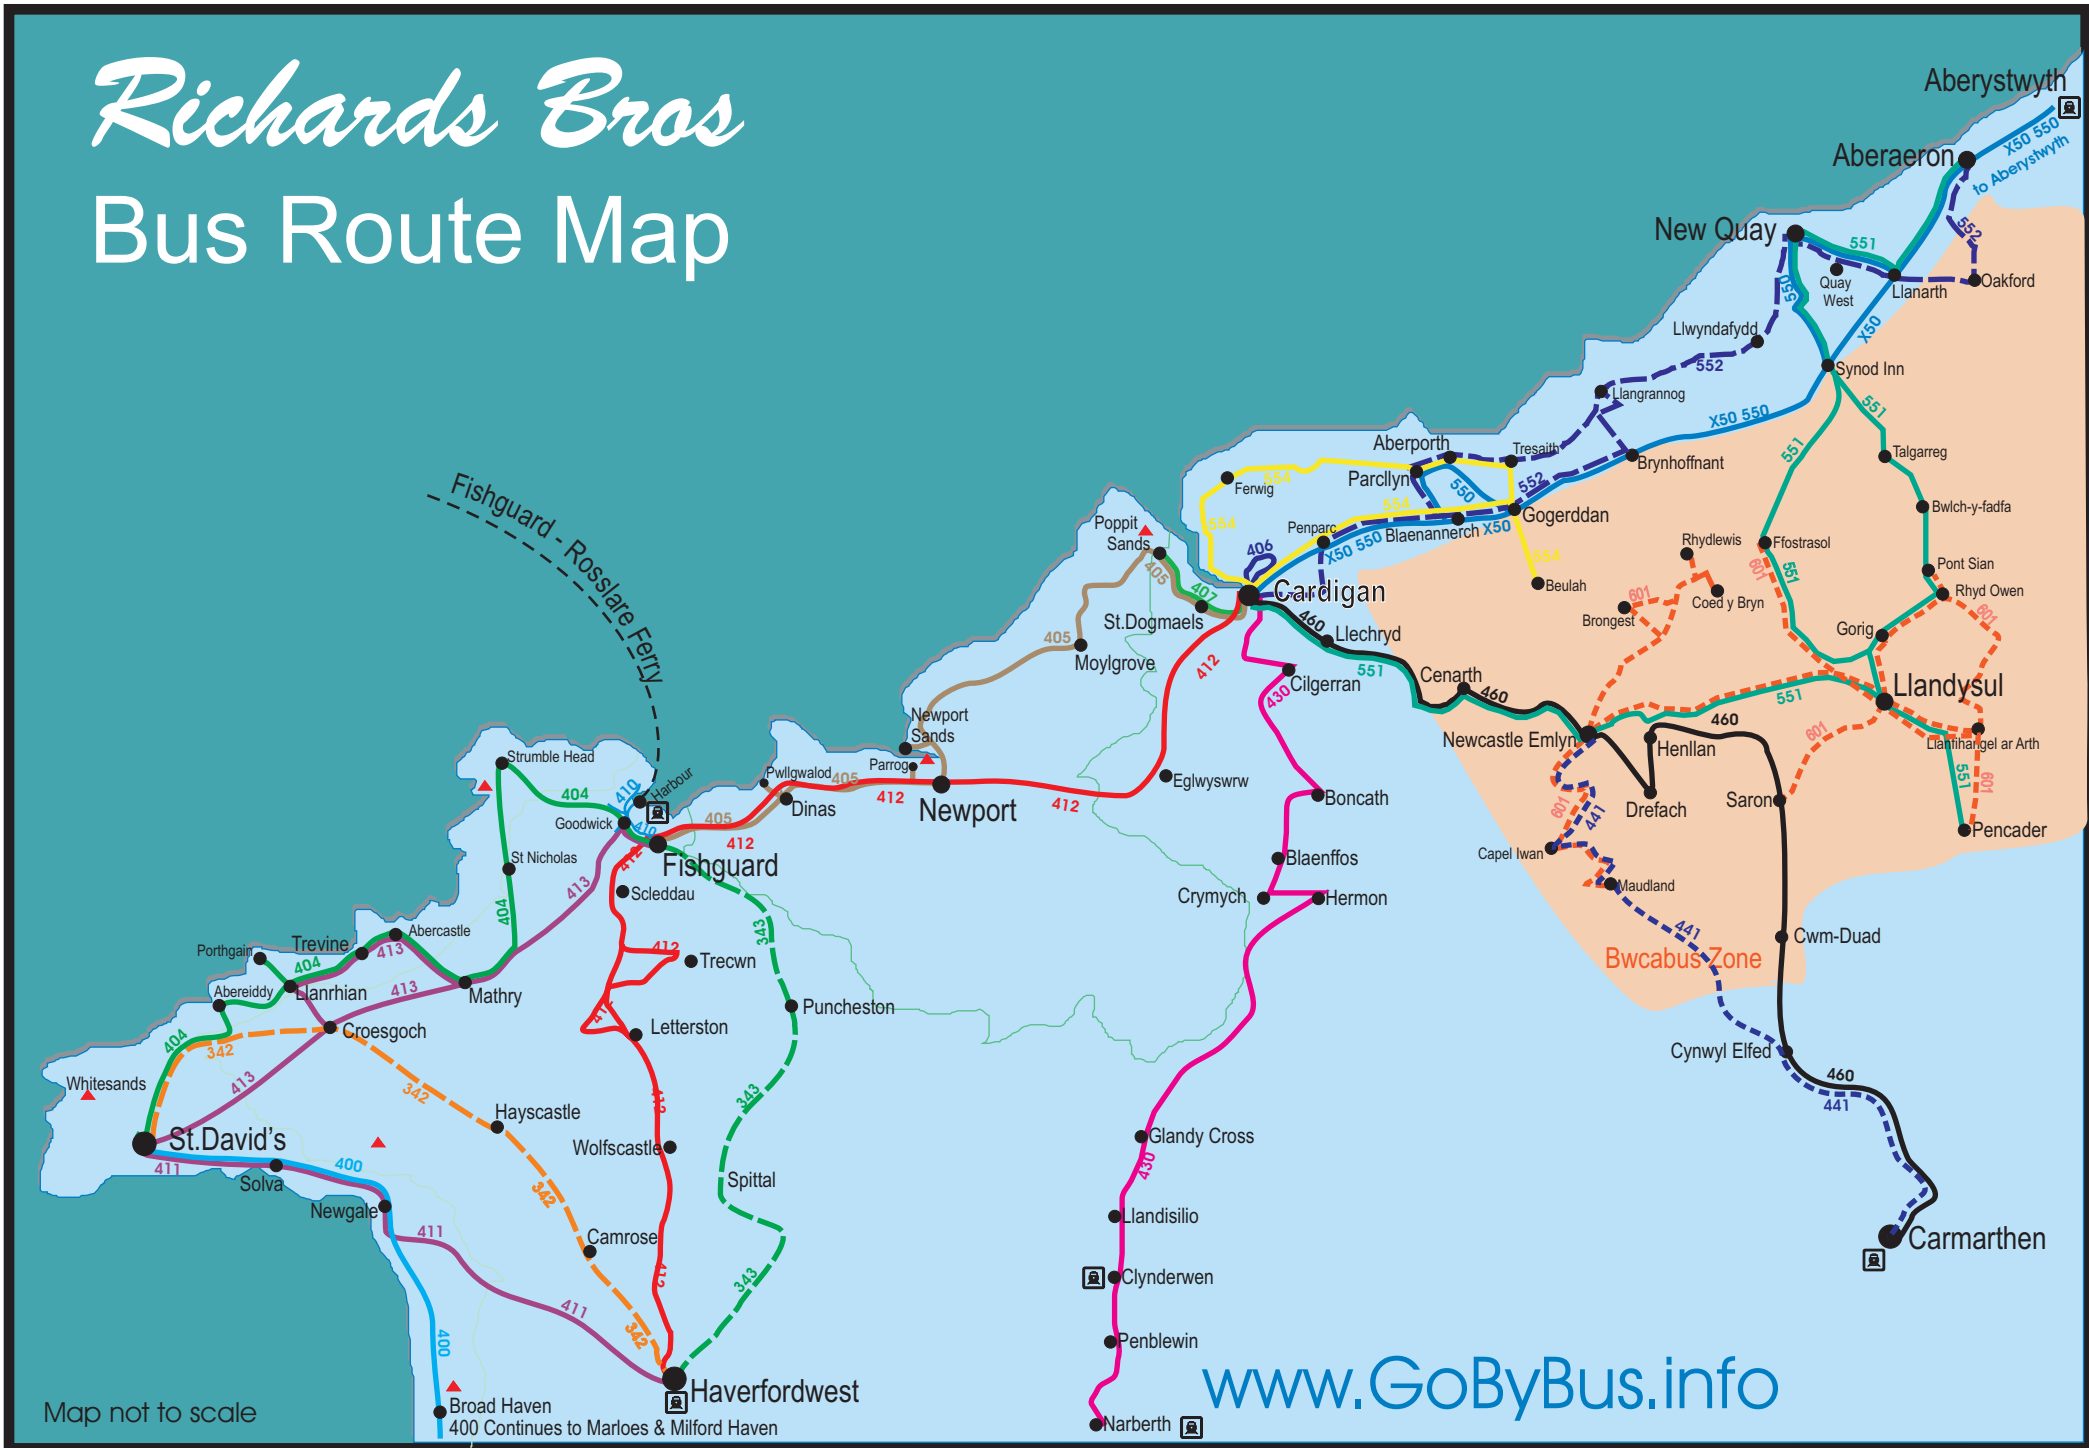 Richards Bros
Bus Route Map
Aberystwyth
X50 550
to Aberystwyth
Aberaeron
552
New Quay
551
Quay
West
Llanarth
Oakford
550
X50
Llwyndafydd
552
Synod Inn
Llangrannog
X50 550
551
551
Aberporth
Tresaith
Brynhoffnant
Talgarreg
Parcllyn
550
552
Ferwig
554
554
554
Gogerddan
Bwlch-y-fadfa
Fishguard - Rosslare Ferry
Poppit
Sands
Penparc
X50 550
Blaenannerch
X50
406
554
Beulah
Rhydlewis
Ffostrasol
601
551
Pont Sian
Rhyd Owen
405
407
Cardigan
601
Coed y Bryn
Brongest
601
St.Dogmaels
460
Llechryd
Gorig
405
Moylgrove
412
551
Cilgerran
430
Cenarth
460
551
Llandysul
Newport
Sands
Newcastle Emlyn
460
Henllan
601
Llanfihangel ar Arth
Strumble Head
Parrog
Pwllgwalod
405
412
Newport
412
Eglwyswrw
Boncath
Drefach
Saron
551
601
404
410
Harbour
Goodwick
410
Dinas
405
412
601
441
Pencader
Fishguard
412
St Nicholas
413
Scleddau
Blaenffos
Capel Iwan
Maudland
Crymych
Hermon
404
343
441
Cwm-Duad
Bwcabus Zone
Porthgain
Trevine
Abercastle
413
412
Trecwn
404
Abereiddy
Llanrhian
413
Mathry
Puncheston
412
Letterston
Croesgoch
404
342
Cynwyl Elfed
Whitesands
413
342
343
460
441
412
Hayscastle
St.David's
Wolfscastle
Glandy Cross
430
411
Solva
400
Spittal
342
Newgale
Llandisilio
411
Camrose
Carmarthen
412
343
Clynderwen
411
342
400
Penblewin
Haverfordwest
www.GoByBus.info
Map not to scale
Broad Haven
400 Continues to Marloes & Milford Haven
Narberth